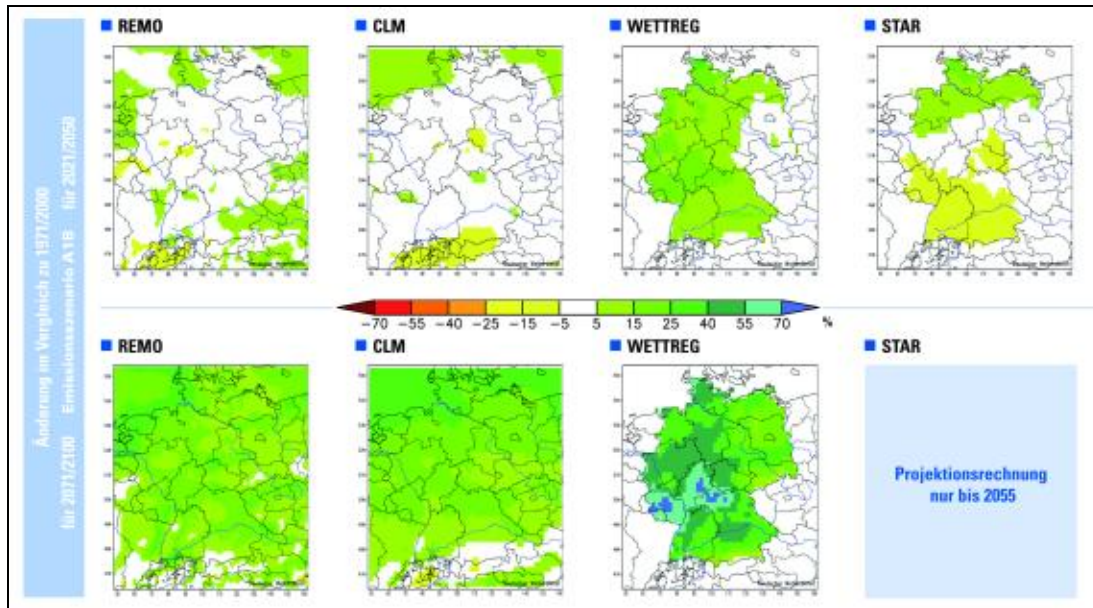 Änderung im Vergleich zu 1971/2000
Emissionsszenario A1B
für 2021/2050
für 2071/2100
REMO
CLM
WETTREG
STAR
-70 -55 -40 -25 -15 -5 5 15 25 40 55 70 %
REMO
CLM
WETTREG
STAR
Projektionsrechnung
nur bis 2055